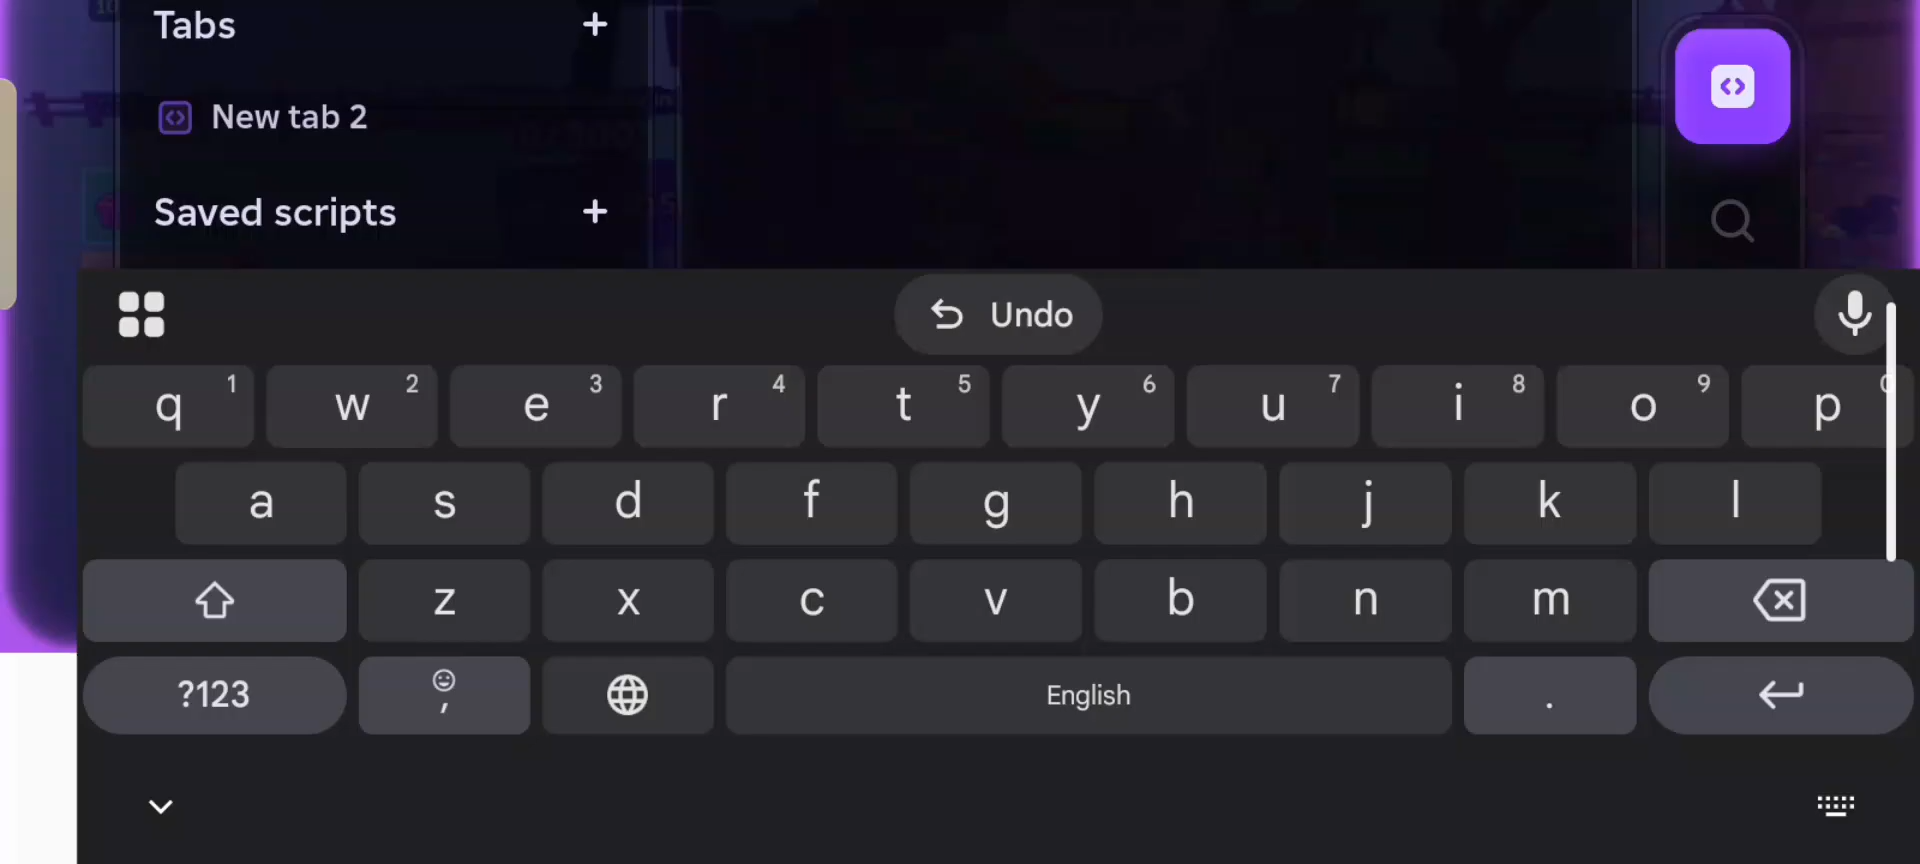 Tabs +
New tab 2
Saved scripts +
Undo
q 1 w 2 e 3 r 4 t 5 y 6 u 7 i 8 o 9 p
a s d f g h j k l
z x c v b n m
?123 , English .